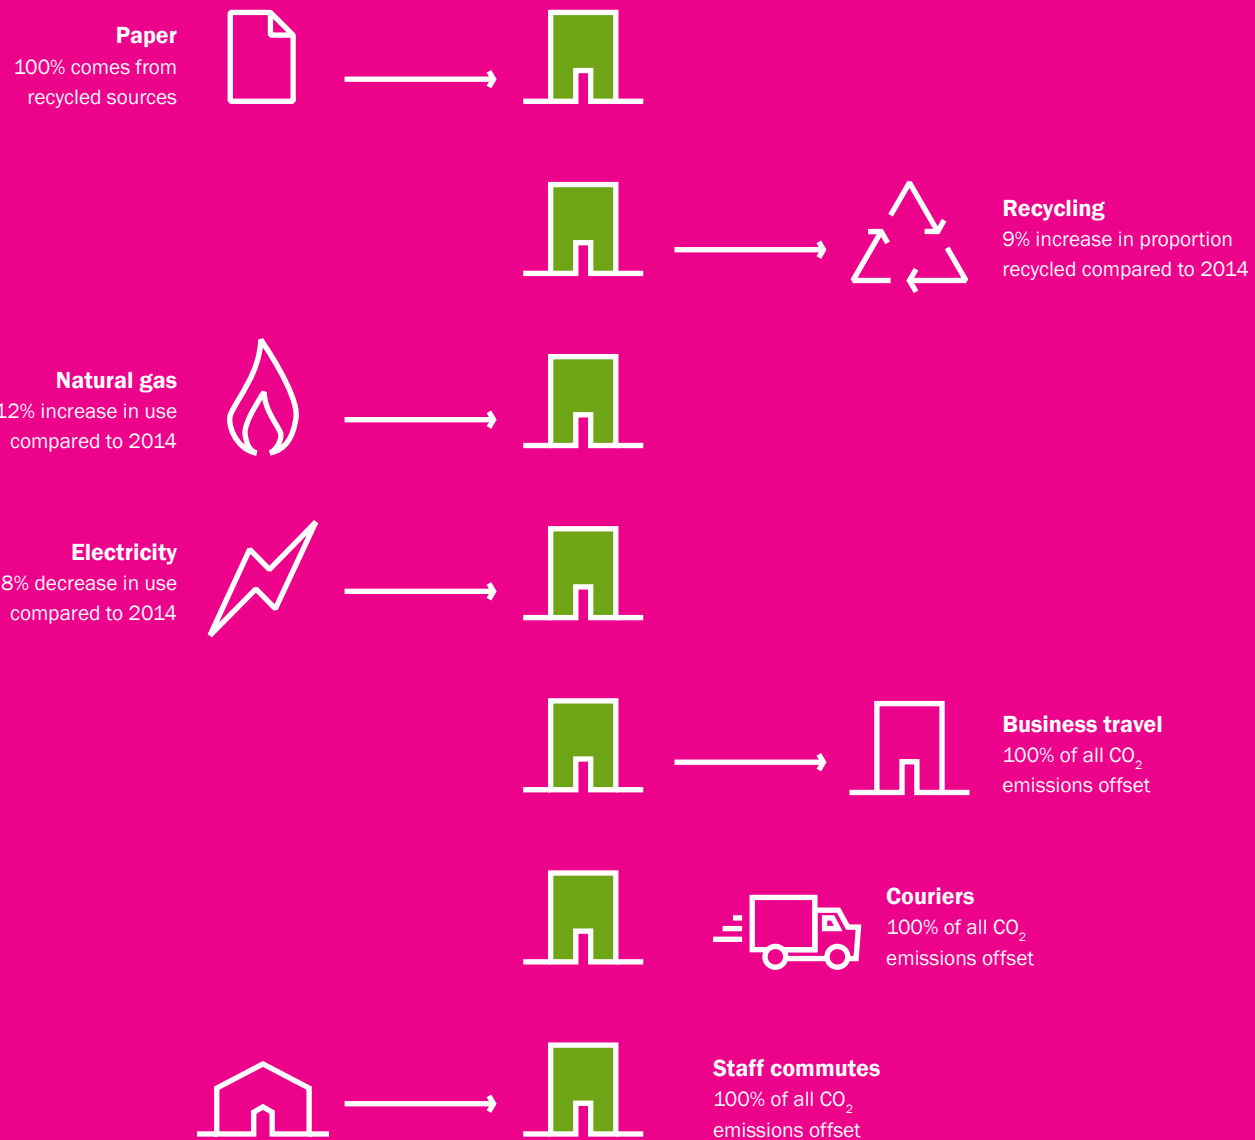 Paper
100% comes from
recycled sources
Recycling
9% increase in proportion
recycled compared to 2014
Natural gas
12% increase in use
compared to 2014
Electricity
8% decrease in use
compared to 2014
Business travel
100% of all CO₂
emissions offset
Couriers
100% of all CO₂
emissions offset
Staff commutes
100% of all CO₂
emissions offset